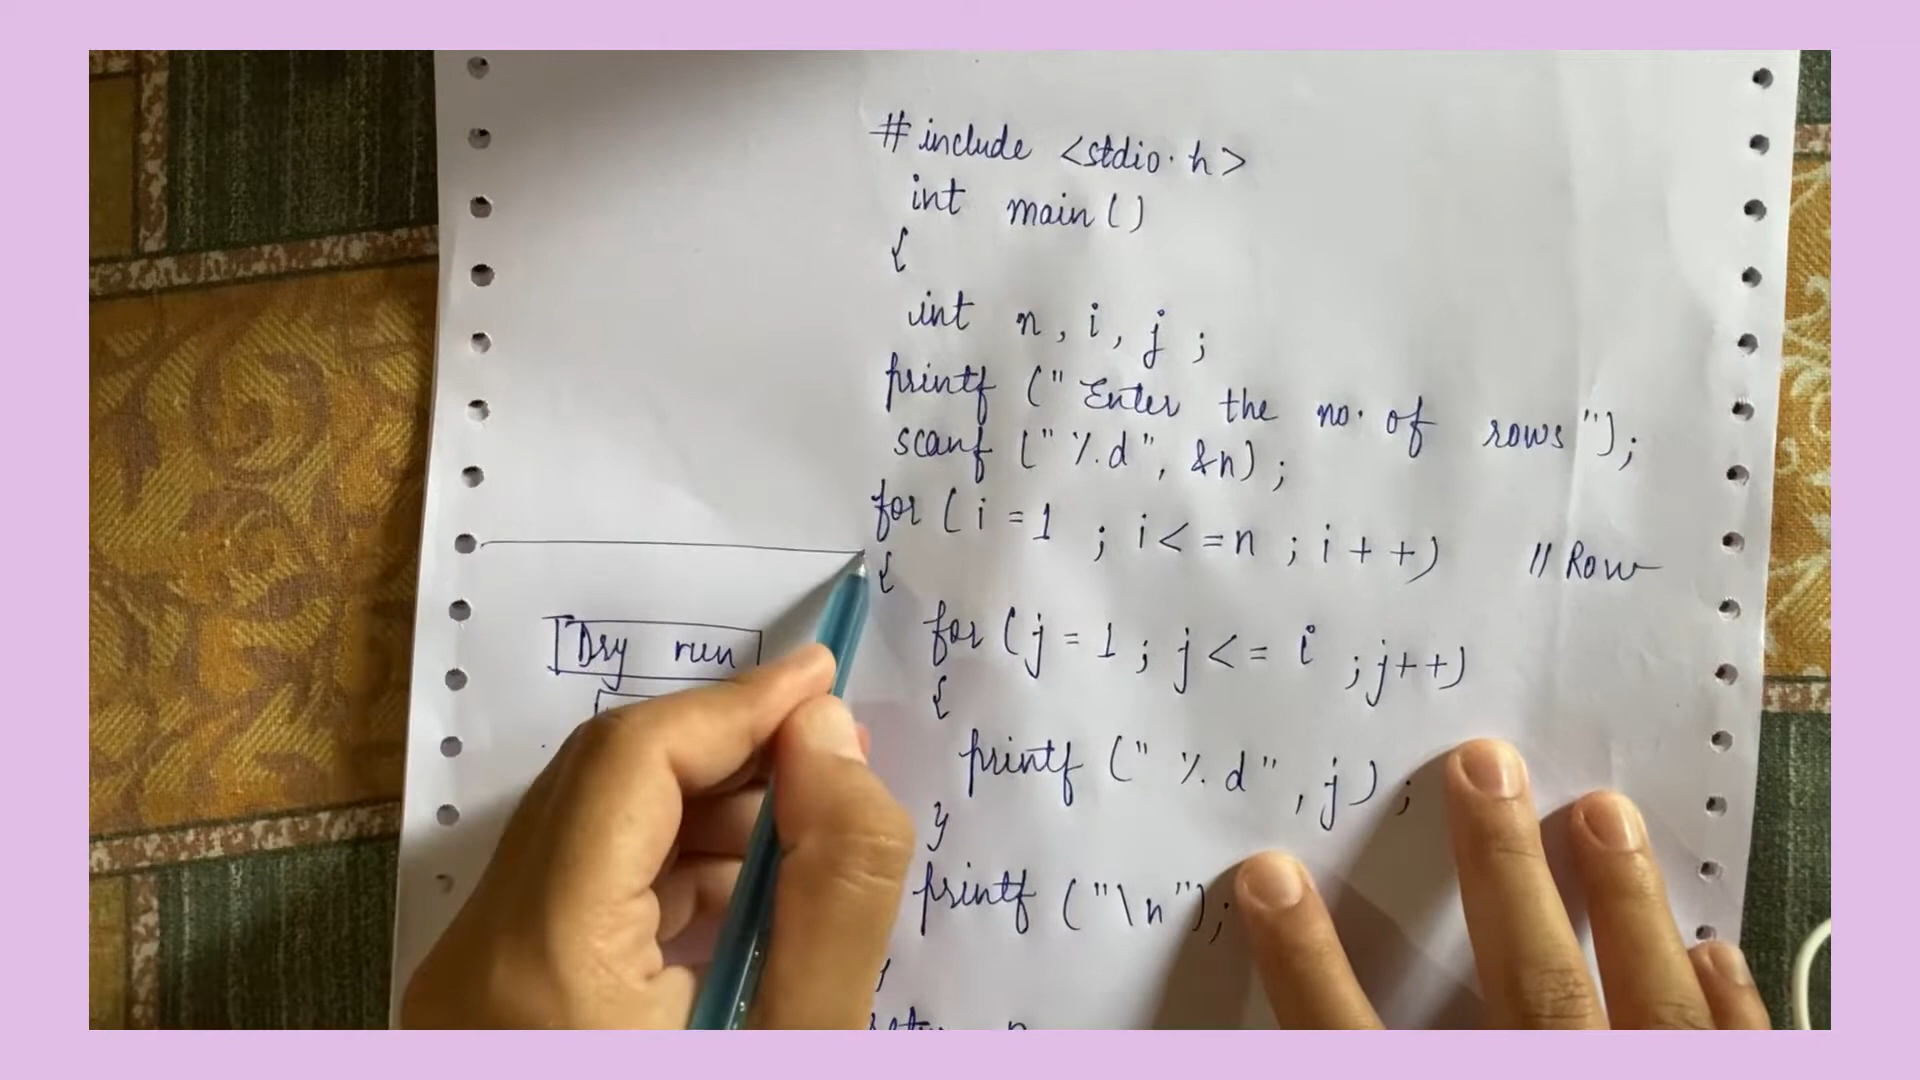 #include <stdio.h>
int main()
{
int n, i, j ;
printf (" Enter the no. of rows");
scanf ("%d", &n) ;
for (i = 1 ; i <= n ; i + +) // Row
{
for (j = 1 ; j <= i ; j++)
{
Dry run
printf (" %d", j) ;
}
printf ("\n");
}